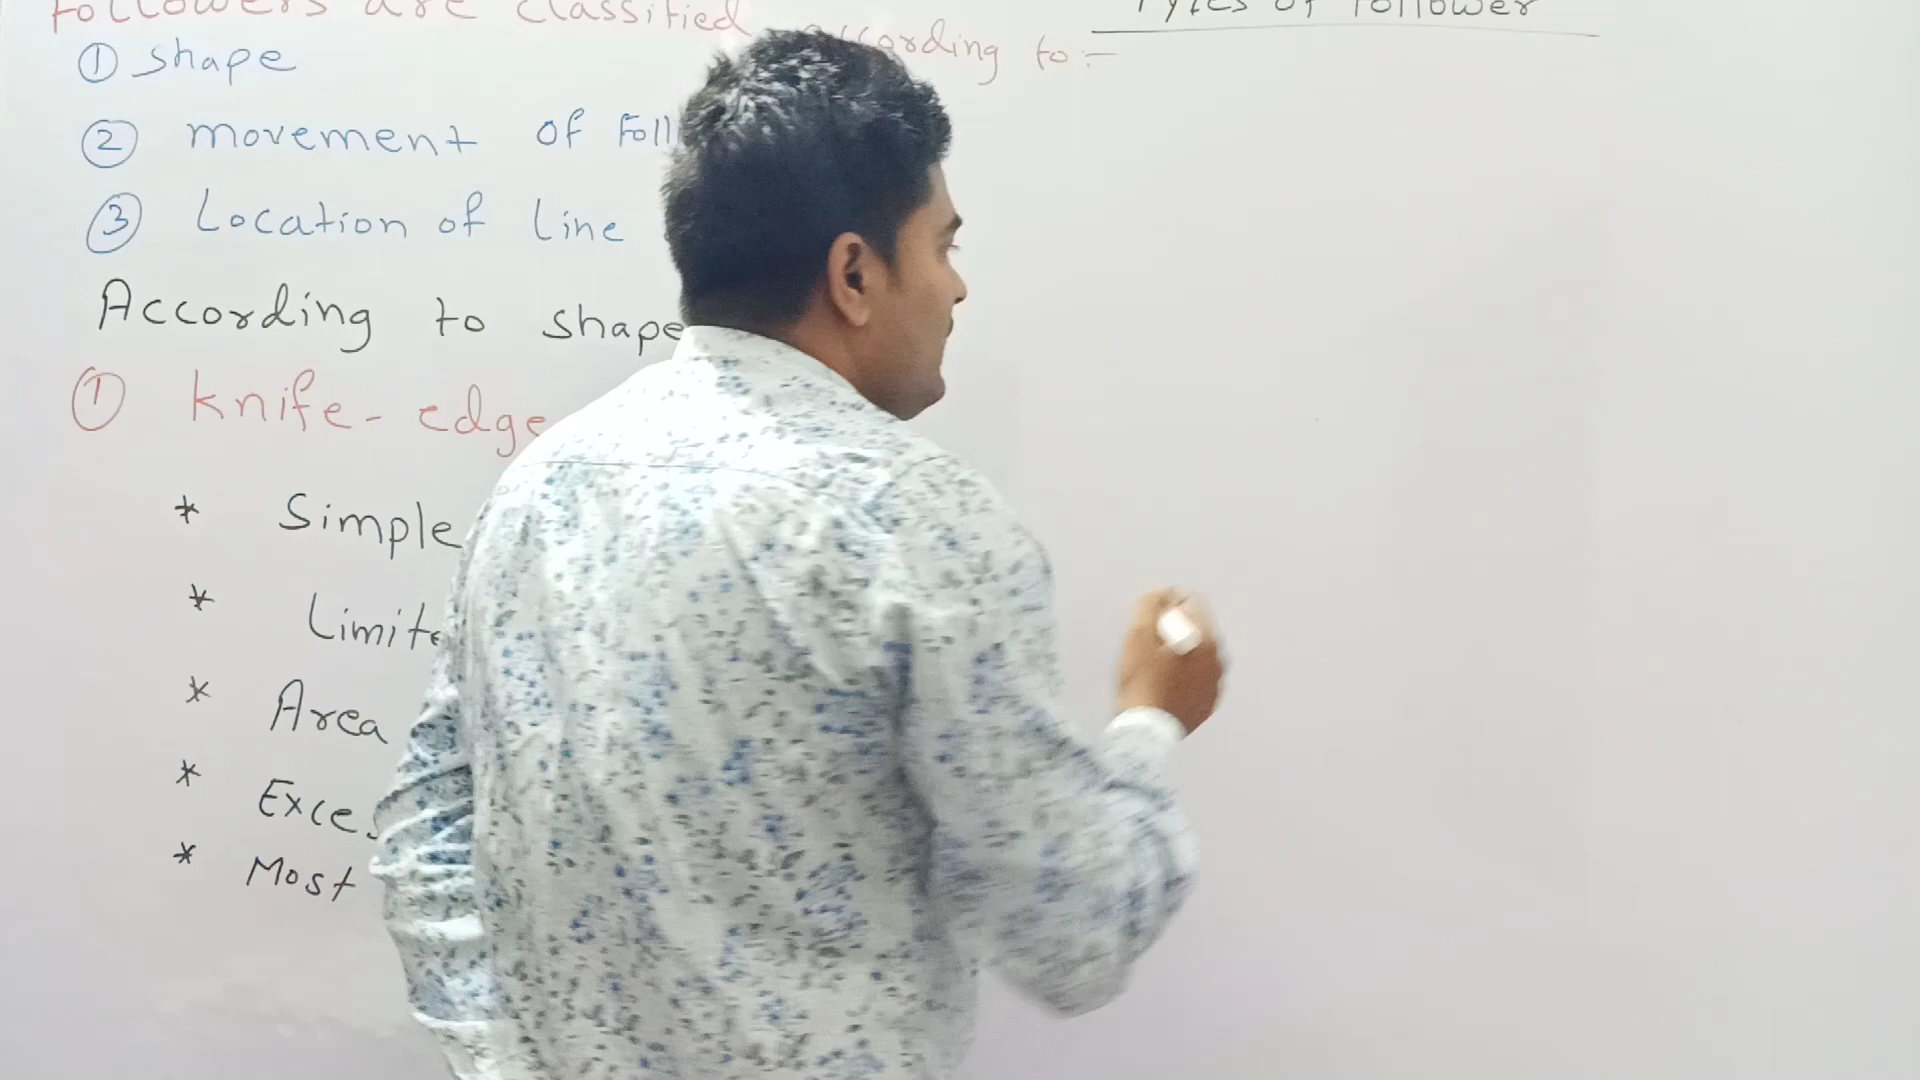 Types of follower
Followers are classified according to:-
① shape
② movement of Foll
③ Location of Line
According to shape
① knife-edge
* Simple
* Limite
* Area
* Exce
* Most